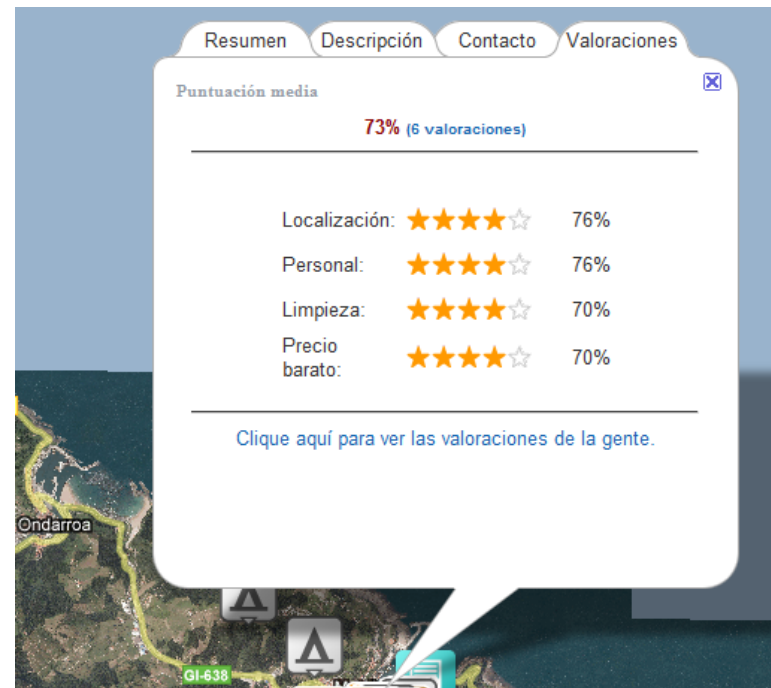 Resumen Descripción Contacto Valoraciones
Puntuación media
73% (6 valoraciones)
Localización: 76%
Personal: 76%
Limpieza: 70%
Precio
barato: 70%
Clique aquí para ver las valoraciones de la gente.
Ondarroa
GI-638